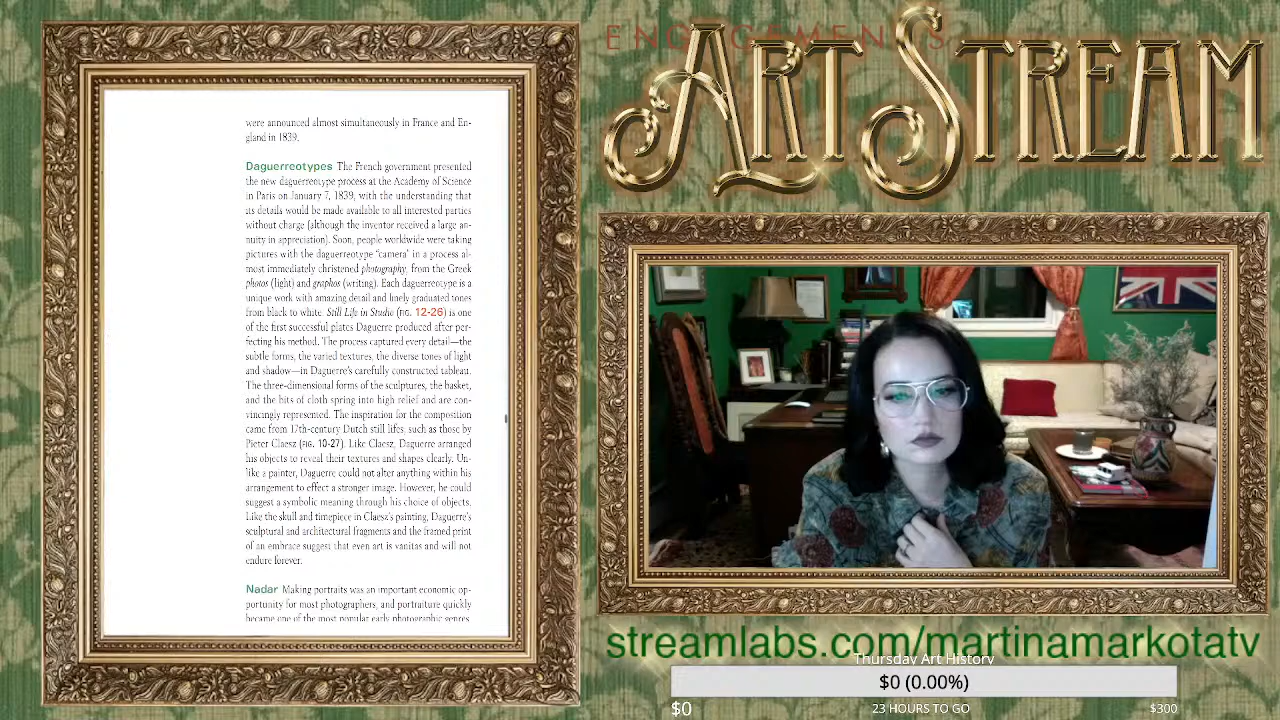 ENGAGEMENTS
ART STREAM
were announced almost simultaneously in France and En-
gland in 1839.
Daguerreotypes The French government presented
the new daguerreotype process at the Academy of Science
in Paris on January 7, 1839, with the understanding that
its details would be made available to all interested parties
without charge (although the inventor received a large an-
nuity in appreciation). Soon, people worldwide were taking
pictures with the daguerreotype "camera" in a process al-
most immediately christened photography, from the Greek
photos (light) and graphos (writing). Each daguerreotype is a
unique work with amazing detail and finely graduated tones
from black to white. Still Life in Studio (FIG. 12-26) is one
of the first successful plates Daguerre produced after per-
fecting his method. The process captured every detail—the
subtle forms, the varied textures, the diverse tones of light
and shadow—in Daguerre's carefully constructed tableau.
The three-dimensional forms of the sculptures, the basket,
and the bits of cloth spring into high relief and are con-
vincingly represented. The inspiration for the composition
came from 17th-century Dutch still lifes, such as those by
Pieter Claesz (FIG. 10-27). Like Claesz, Daguerre arranged
his objects to reveal their textures and shapes clearly. Un-
like a painter, Daguerre could not alter anything within his
arrangement to effect a stronger image. However, he could
suggest a symbolic meaning through his choice of objects.
Like the skull and timepiece in Claesz's painting, Daguerre's
sculptural and architectural fragments and the framed print
of an embrace suggest that even art is vanitas and will not
endure forever.
Nadar Making portraits was an important economic op-
portunity for most photographers, and portraiture quickly
became one of the most popular early photographic genres.
streamlabs.com/martinamarkotatv
Thursday Art History
$0 (0.00%)
$0
23 HOURS TO GO
$300